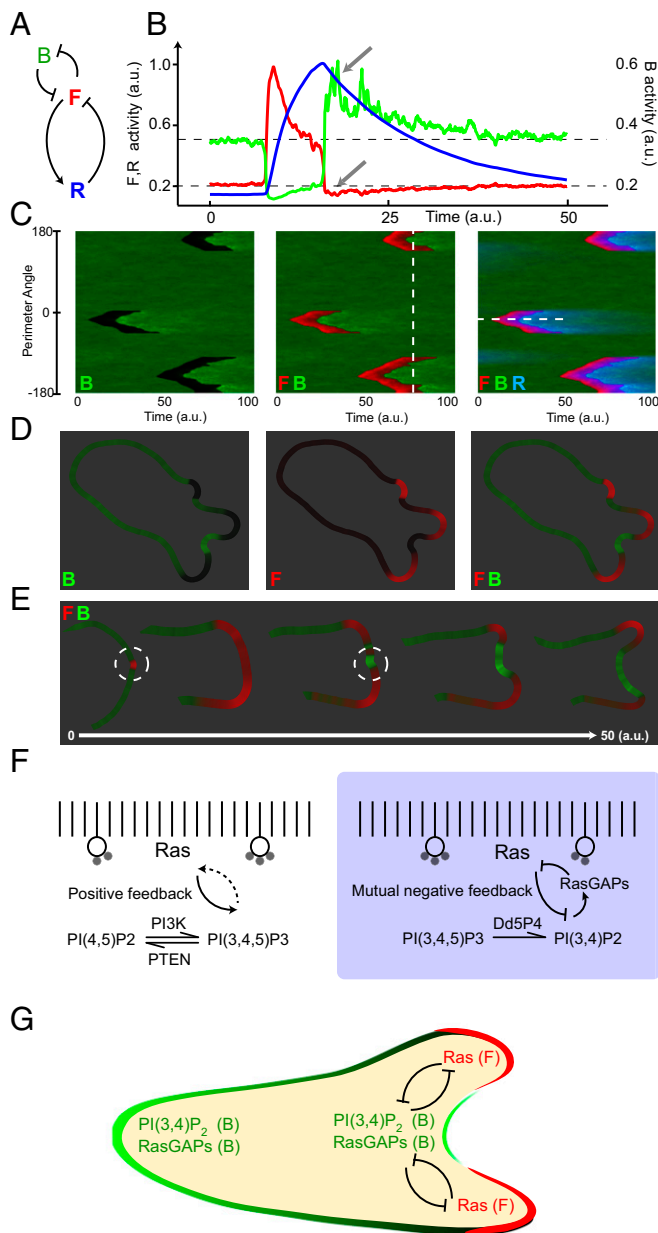 A
B
F
R
B
F,R activity (a.u.)
1.0
0.6
0.2
B activity (a.u.)
0.6
0.4
0.2
0
25
Time (a.u.)
50
C
Perimeter Angle
180
0
-180
B
F B
F B R
0
50
100
0
50
100
0
50
100
Time (a.u.)
Time (a.u.)
Time (a.u.)
D
B
F
F B
E
F B
0
50 (a.u.)
F
Ras
Positive feedback
PI(4,5)P2
PI3K
PTEN
PI(3,4,5)P3
Ras
Mutual negative feedback
RasGAPs
PI(3,4,5)P3
Dd5P4
PI(3,4)P2
G
Ras (F)
PI(3,4)P2 (B)
RasGAPs (B)
PI(3,4)P2 (B)
RasGAPs (B)
Ras (F)